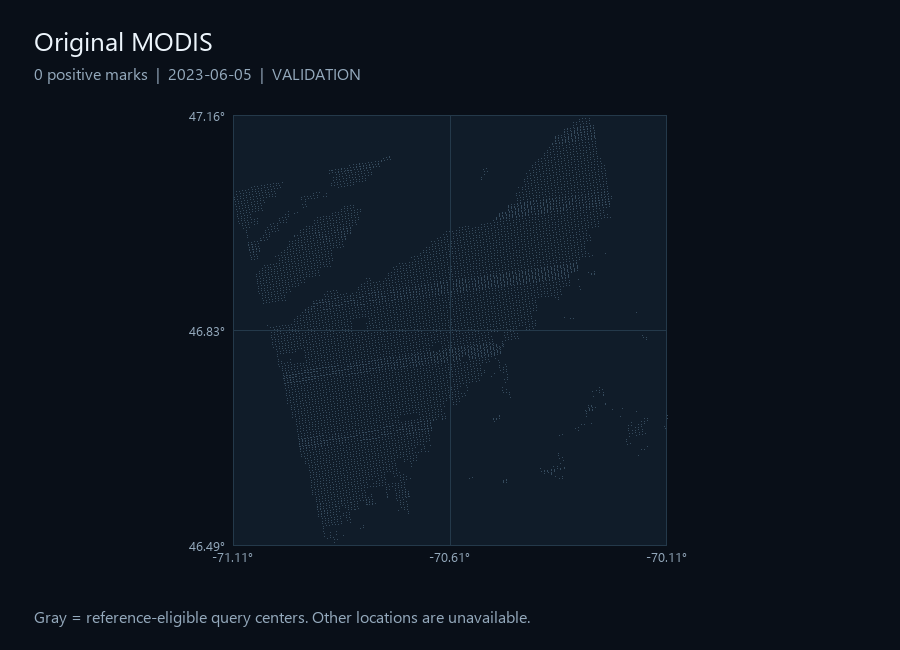 Original MODIS
0 positive marks | 2023-06-05 | VALIDATION
47.16°
46.83°
46.49°
-71.11°
-70.61°
-70.11°
Gray = reference-eligible query centers. Other locations are unavailable.